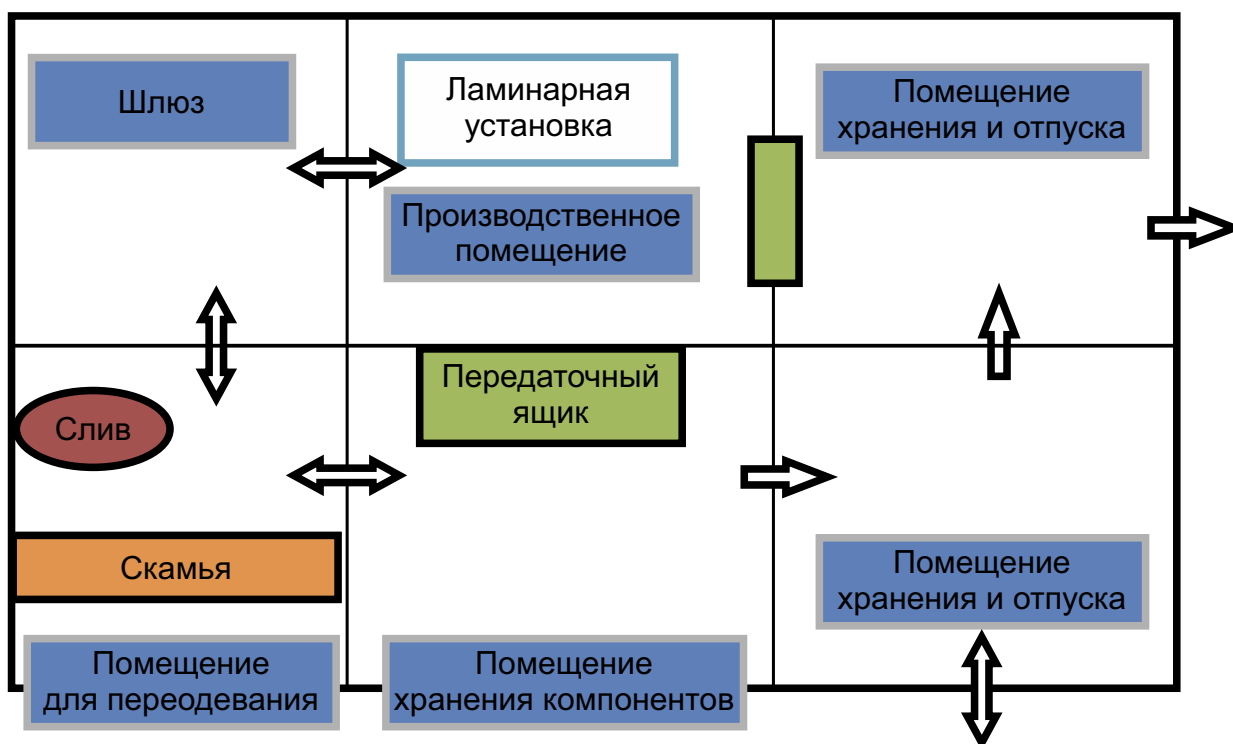 Шлюз
Ламинарная
установка
Помещение
хранения и отпуска
Производственное
помещение
Передаточный
ящик
Слив
Скамья
Помещение
хранения и отпуска
Помещение
для переодевания
Помещение
хранения компонентов